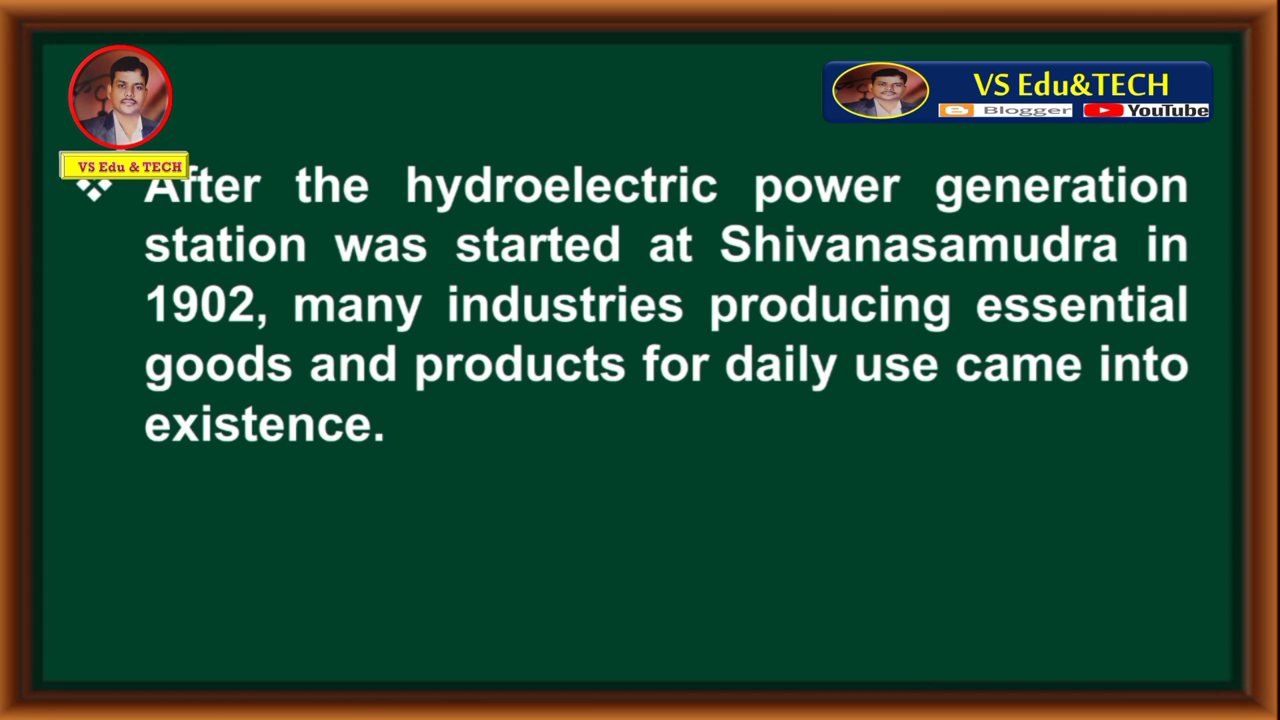 VS Edu&TECH
Blogger YouTube
VS Edu & TECH
After the hydroelectric power generation
station was started at Shivanasamudra in
1902, many industries producing essential
goods and products for daily use came into
existence.